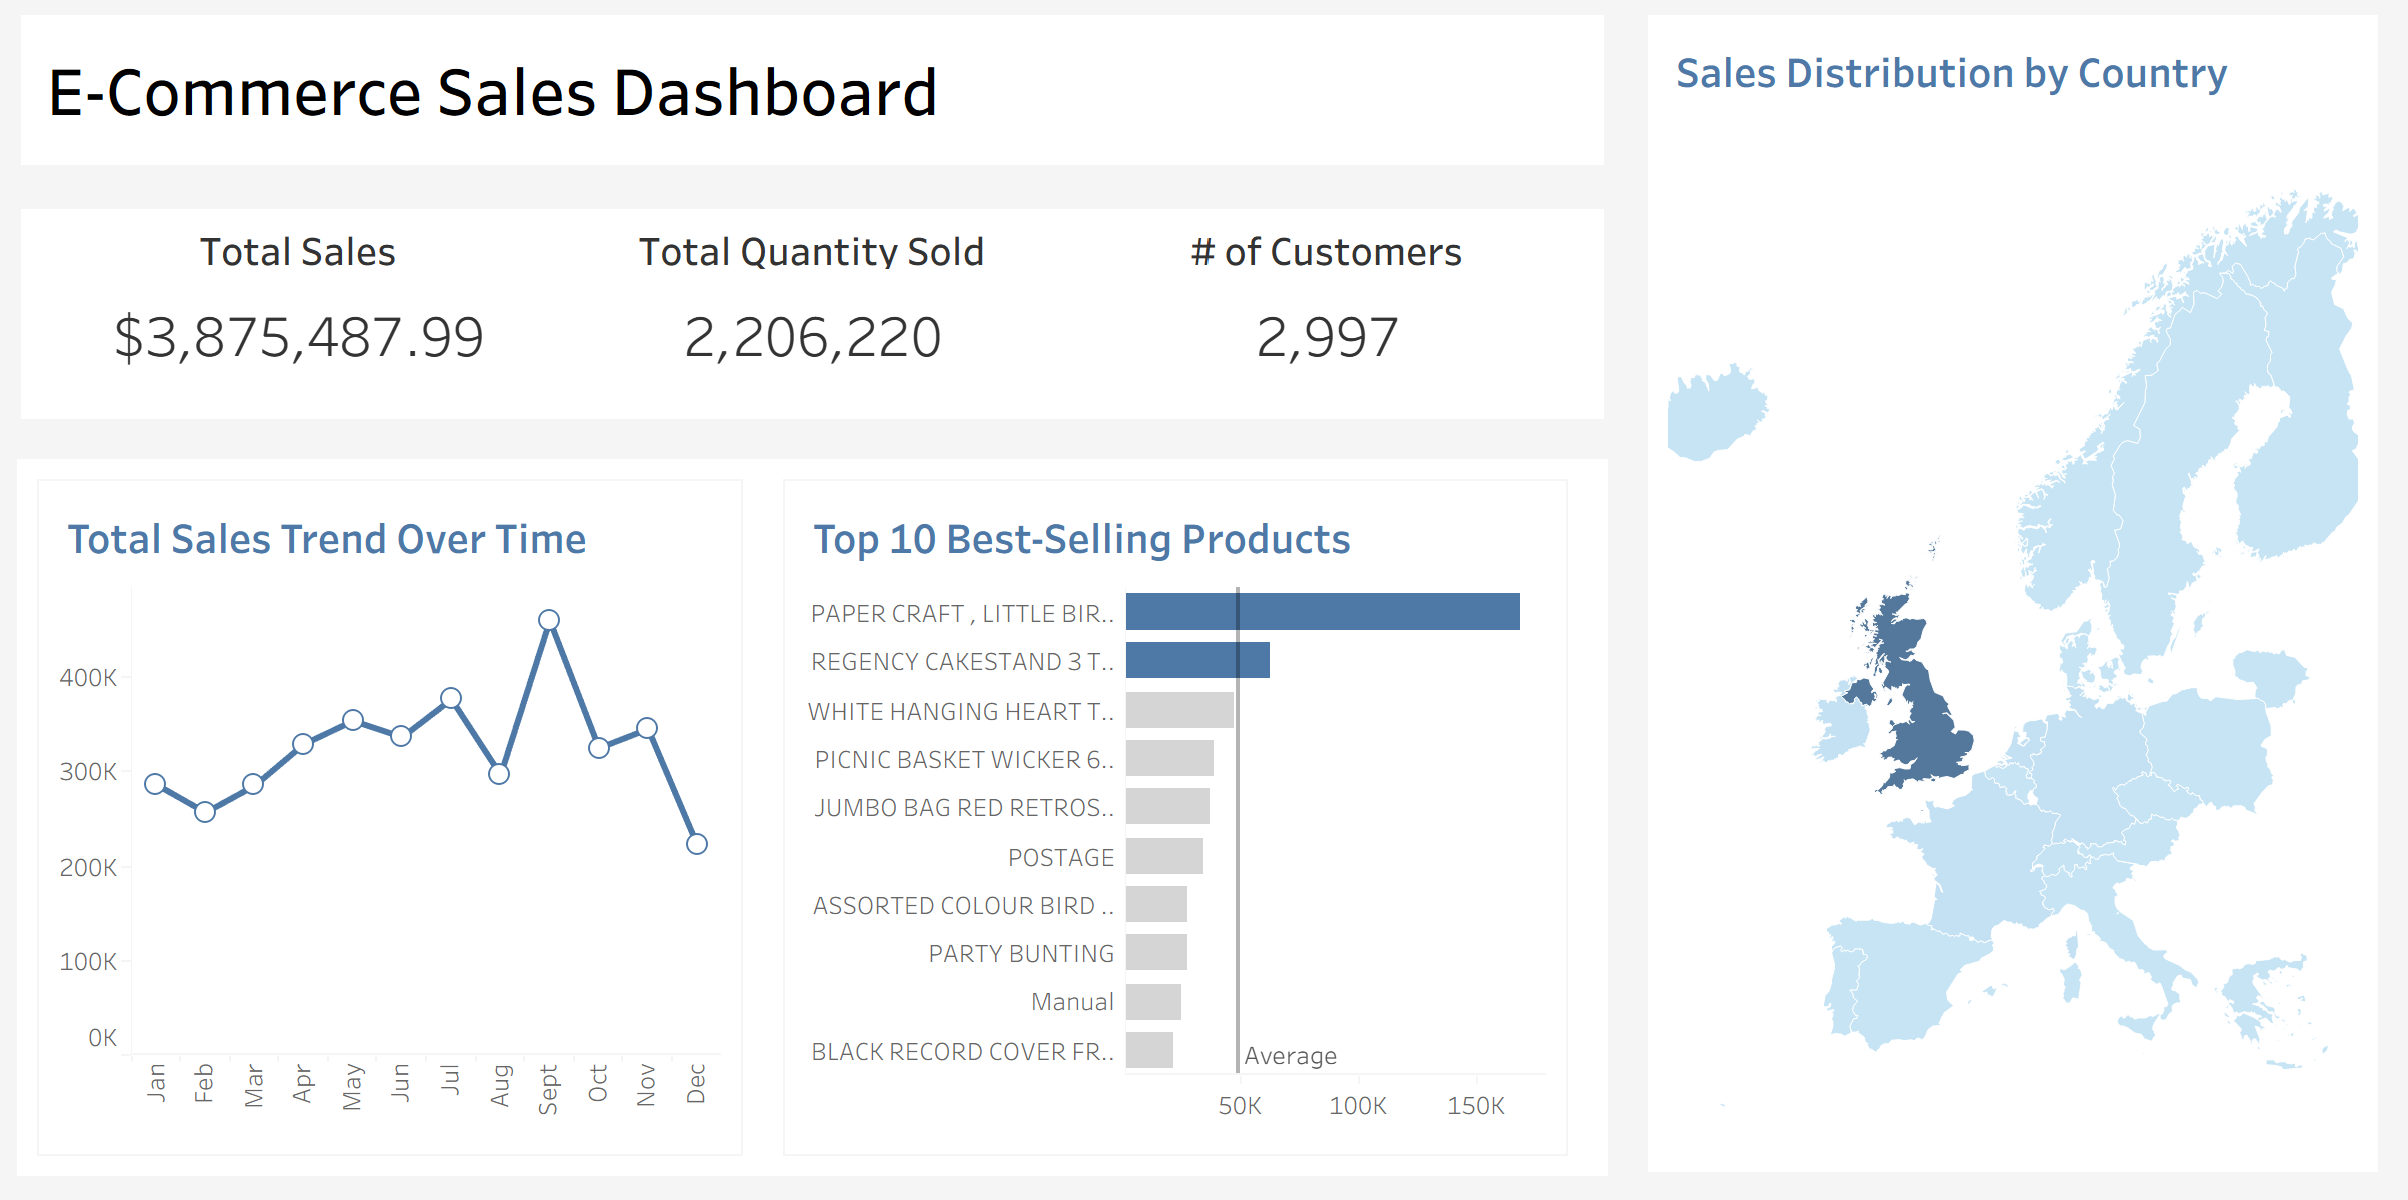 E-Commerce Sales Dashboard
Total Sales
$3,875,487.99
Total Quantity Sold
2,206,220
# of Customers
2,997
Total Sales Trend Over Time
400K
300K
200K
100K
0K
Jan
Feb
Mar
Apr
May
Jun
Jul
Aug
Sept
Oct
Nov
Dec
Top 10 Best-Selling Products
PAPER CRAFT , LITTLE BIR..
REGENCY CAKESTAND 3 T..
WHITE HANGING HEART T..
PICNIC BASKET WICKER 6..
JUMBO BAG RED RETROS..
POSTAGE
ASSORTED COLOUR BIRD ..
PARTY BUNTING
Manual
BLACK RECORD COVER FR..
Average
50K
100K
150K
Sales Distribution by Country